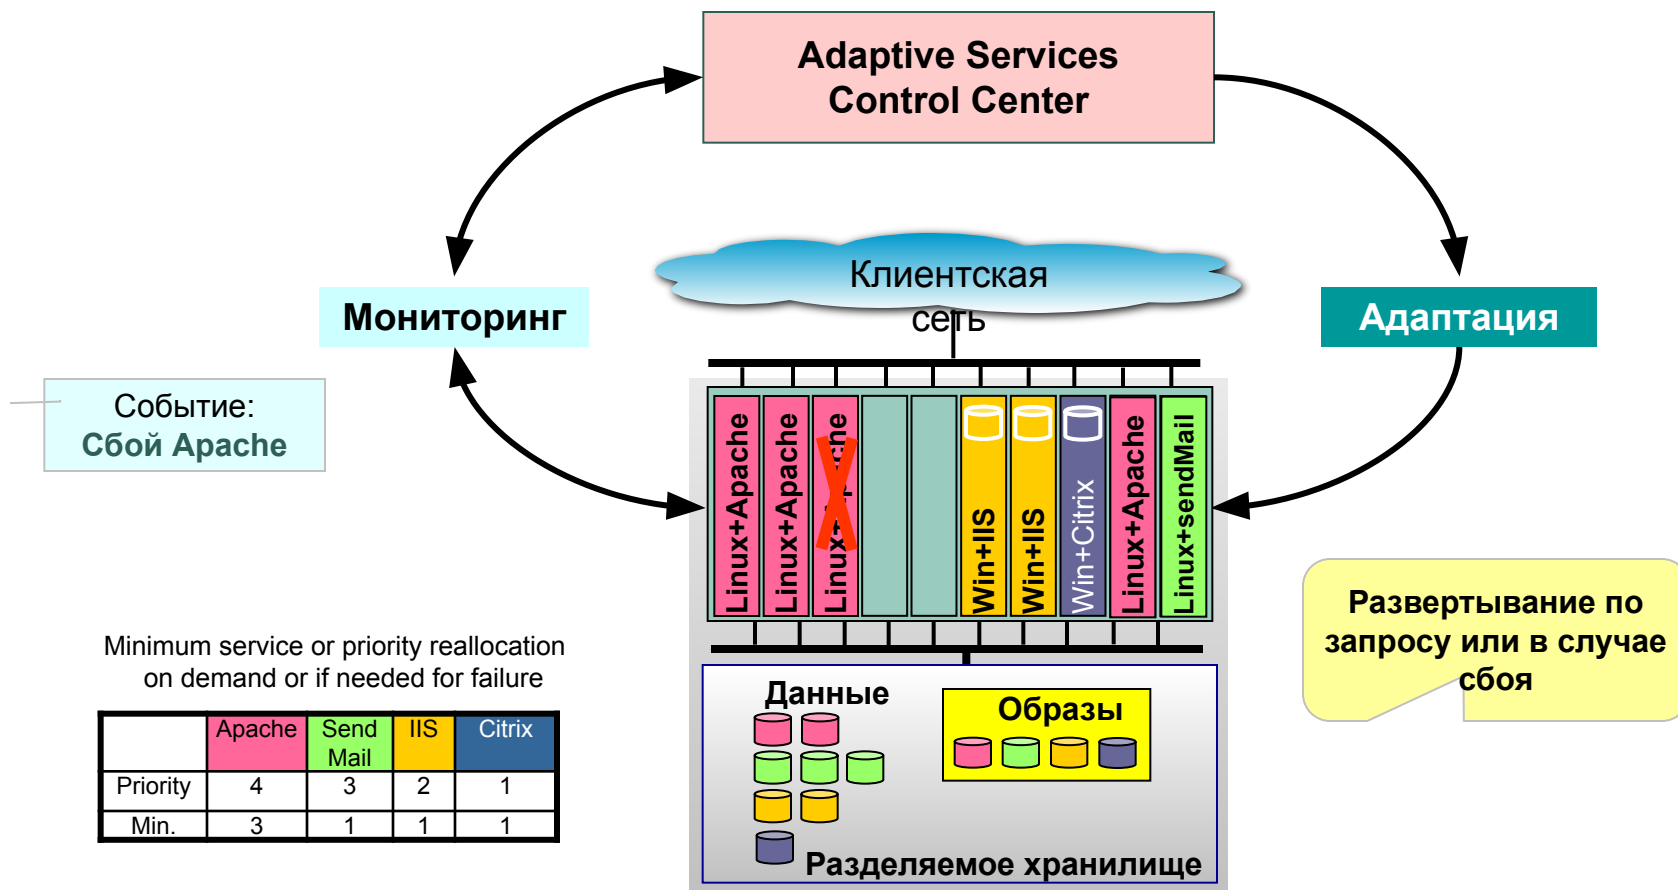 Adaptive Services
Control Center
Клиентская
сеть
Мониторинг
Адаптация
Событие:
Сбой Apache
Linux+Apache
Linux+Apache
Linux+Apache
Win+IIS
Win+IIS
Win+Citrix
Linux+Apache
Linux+sendMail
Развертывание по
запросу или в случае
сбоя
Minimum service or priority reallocation
on demand or if needed for failure
Apache Send IIS Citrix
Mail
Priority 4 3 2 1
Min. 3 1 1 1
Данные
Образы
Разделяемое хранилище